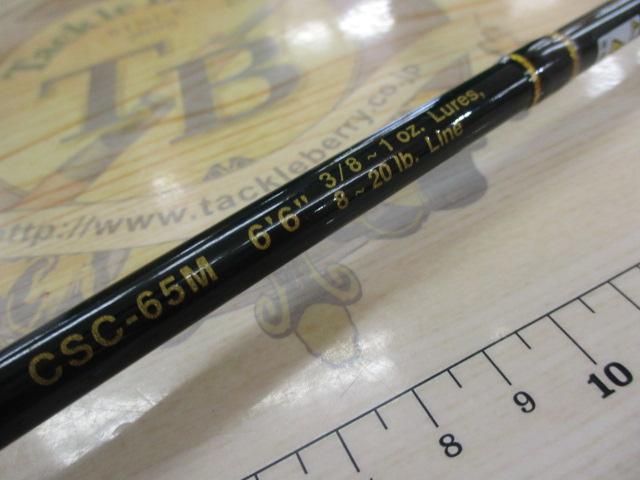 Tackle
TB
http://www.tackleberry.co.jp
CSC-65M 6'6" 3/8 ~ 1 oz. Lures,
8 ~ 20 lb. Line
8 9 10